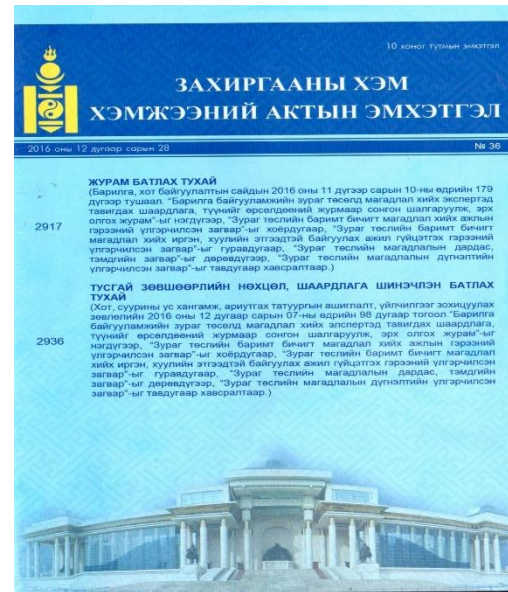 10 хоног тутмын эмхэтгэл
ЗАХИРГААНЫ ХЭМ
ХЭМЖЭЭНИЙ АКТЫН ЭМХЭТГЭЛ
2016 оны 12 дугаар сарын 28
№ 36
ЖУРАМ БАТЛАХ ТУХАЙ
(Барилга, хот байгуулалтын сайдын 2016 оны 11 дүгээр сарын 10-ны өдрийн 179
дүгээр тушаал. "Барилга байгууламжийн зураг төсөлд магадлал хийх экспертэд
тавигдах шаардлага, түүнийг өрсөлдөөний журмаар сонгон шалгаруулж, эрх
олгох журам"-ыг нэгдүгээр, "Зураг төслийн баримт бичигт магадлал хийх ажлын
2917
гэрээний үлгэрчилсэн загвар"-ыг хоёрдугаар, "Зураг төслийн баримт бичигт
магадлал хийх иргэн, хуулийн этгээдтэй байгуулах ажил гүйцэтгэх гэрээний
үлгэрчилсэн загвар"-ыг гуравдугаар, "Зураг төслийн магадлалын дардас,
тэмдгийн загвар"-ыг дөрөвдүгээр, "Зураг төслийн магадлалын дүгнэлтийн
үлгэрчилсэн загвар"-ыг тавдугаар хавсралтаар.)
ТУСГАЙ ЗӨВШӨӨРЛИЙН НӨХЦӨЛ, ШААРДЛАГА ШИНЭЧЛЭН БАТЛАХ
ТУХАЙ
(Хот, суурины ус хангамж, ариутгах татуургын ашиглалт, үйлчилгээг зохицуулах
зөвлөлийн 2016 оны 12 дугаар сарын 07-ны өдрийн 98 дугаар тогоол."Барилга
байгууламжийн зураг төсөлд магадлал хийх элспертэд тавигдах шаардлага,
түүнийг өрсөлдөөний журмаар сонгон шалгаруулж, эрх олгох журам"-ыг
2936
нэгдүгээр, "Зураг төслийн баримт бичигт магадлал хийх ажлын гэрээний
үлгэрчилсэн загвар"-ыг хоёрдугаар, "Зураг төслийн баримт бичигт магадлал
хийх иргэн, хуулийн этгээдтэй байгуулах ажил гүйцэтгэх гэрээний үлгэрчилсэн
загвар"-ыг гуравдугаар, "Зураг төслийн магадлалын дардас, тэмдгийн
загвар"-ыг дөрөвдүгээр, "Зураг төслийн магадлалын дүгнэлтийн үлгэрчилсэн
загвар"-ыг тавдугаар хавсралтаар.)